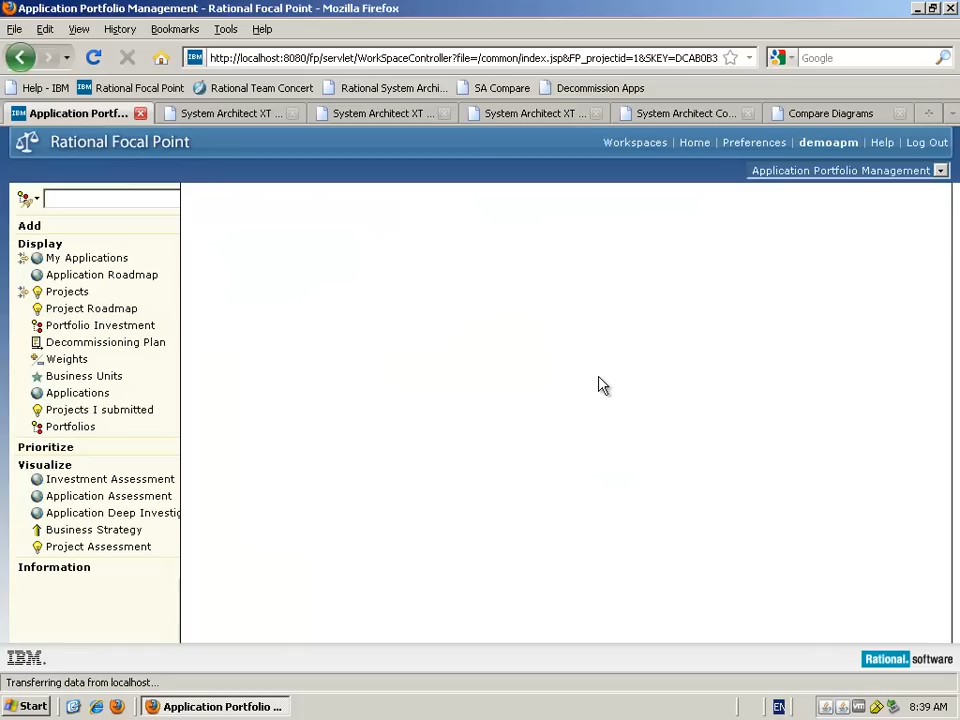 Application Portfolio Management - Rational Focal Point - Mozilla Firefox
File Edit View History Bookmarks Tools Help
IBM http://localhost:8080/fp/servlet/WorkSpaceController?file=/common/index.jsp&FP_projectid=1&SKEY=DCAB0B3 Google
Help - IBM IBM Rational Focal Point Rational Team Concert Rational System Archi... SA Compare Decommission Apps
IBM Application Portf... System Architect XT ... System Architect XT ... System Architect XT ... System Architect Co... Compare Diagrams
Rational Focal Point Workspaces | Home | Preferences | demoapm | Help | Log Out
Application Portfolio Management
Add
Display
My Applications
Application Roadmap
Projects
Project Roadmap
Portfolio Investment
Decommissioning Plan
Weights
Business Units
Applications
Projects I submitted
Portfolios
Prioritize
Visualize
Investment Assessment
Application Assessment
Application Deep Investig
Business Strategy
Project Assessment
Information
IBM. Rational. software
Transferring data from localhost...
Start Application Portfolio ... EN vm 8:39 AM